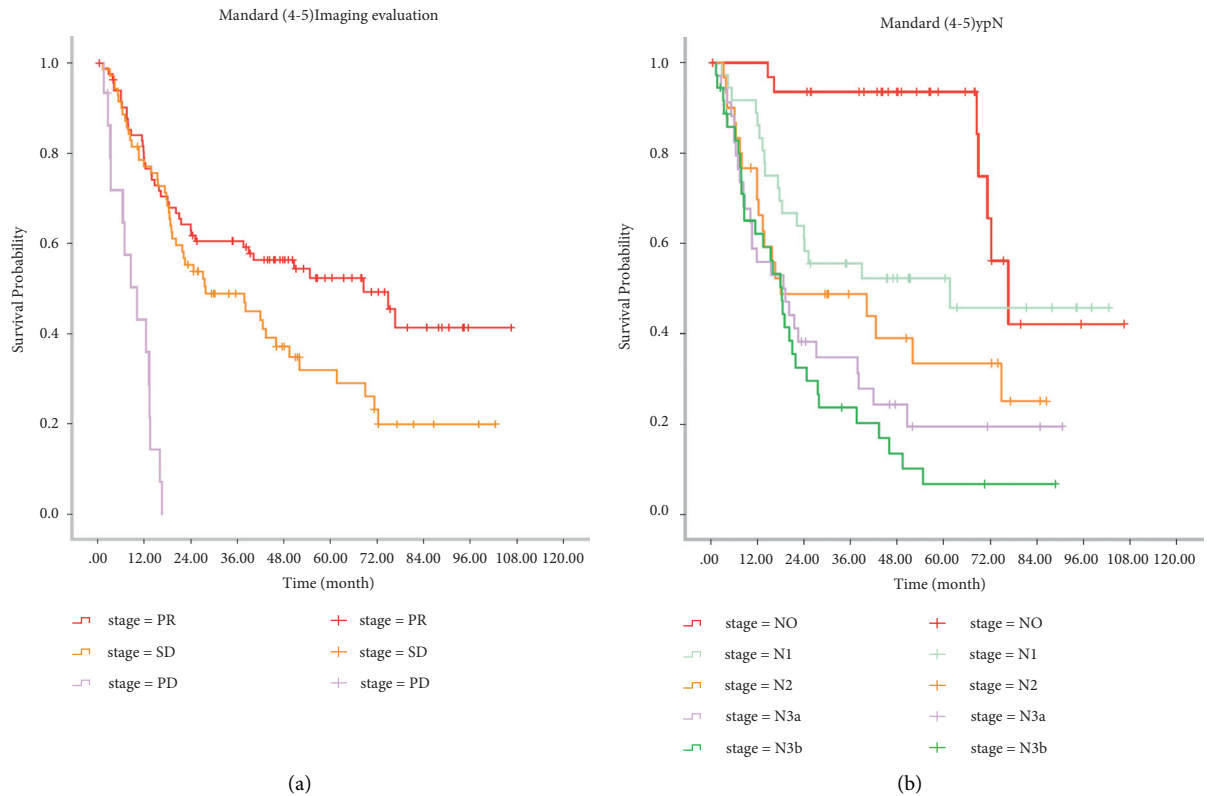 Mandard (4-5)Imaging evaluation
Survival Probability
1.0
0.8
0.6
0.4
0.2
0.0
.00 12.00 24.00 36.00 48.00 60.00 72.00 84.00 96.00 108.00 120.00
Time (month)
stage = PR stage = PR
stage = SD stage = SD
stage = PD stage = PD
(a)
Mandard (4-5)ypN
Survival Probability
1.0
0.8
0.6
0.4
0.2
0.0
.00 12.00 24.00 36.00 48.00 60.00 72.00 84.00 96.00 108.00 120.00
Time (month)
stage = NO stage = NO
stage = N1 stage = N1
stage = N2 stage = N2
stage = N3a stage = N3a
stage = N3b stage = N3b
(b)